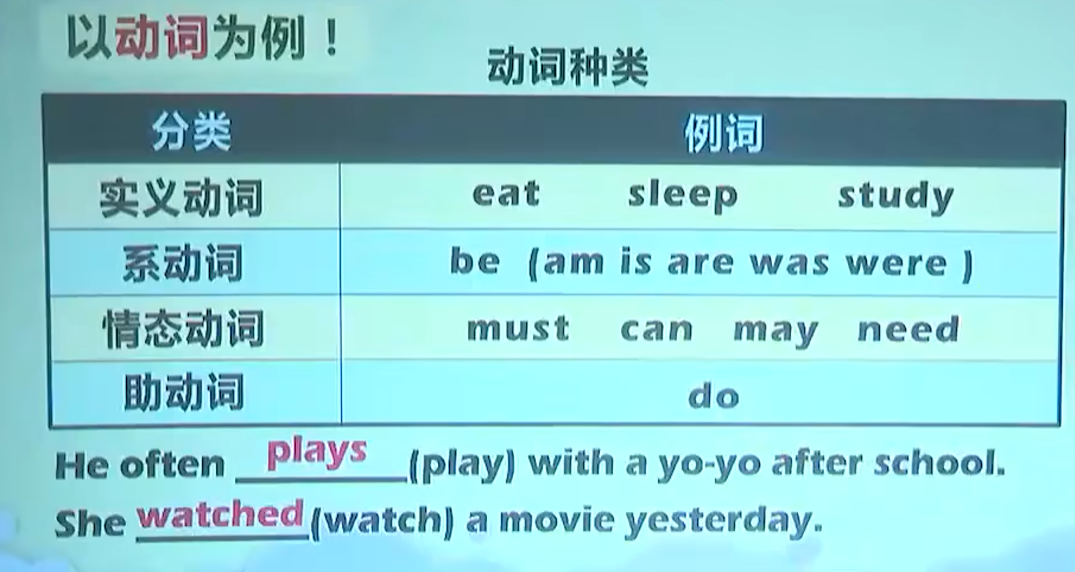 以动词为例！
动词种类
分类 例词
实义动词 eat sleep study
系动词 be (am is are was were )
情态动词 must can may need
助动词 do
He often plays (play) with a yo-yo after school.
She watched (watch) a movie yesterday.